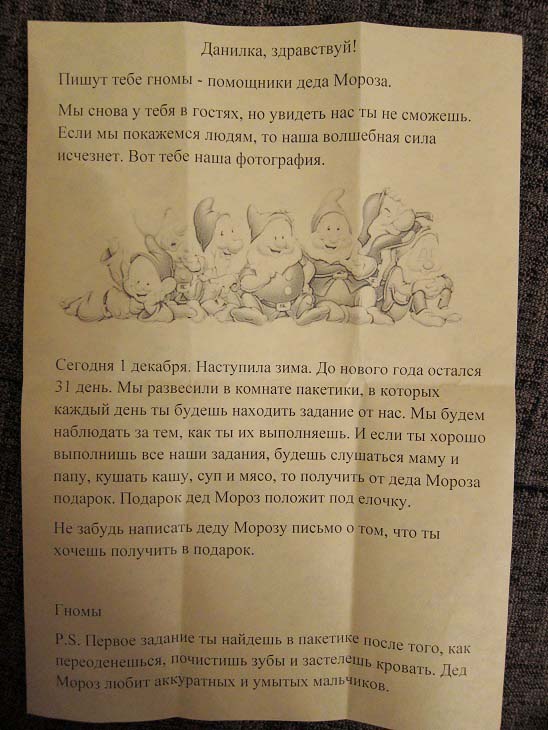 Данилка, здравствуй!
Пишут тебе гномы - помощники деда Мороза.
Мы снова у тебя в гостях, но увидеть нас ты не сможешь.
Если мы покажемся людям, то наша волшебная сила
исчезнет. Вот тебе наша фотография.
Сегодня 1 декабря. Наступила зима. До нового года остался
31 день. Мы развесили в комнате пакетики, в которых
каждый день ты будешь находить задание от нас. Мы будем
наблюдать за тем, как ты их выполняешь. И если ты хорошо
выполнишь все наши задания, будешь слушаться маму и
папу, кушать кашу, суп и мясо, то получить от деда Мороза
подарок. Подарок дед Мороз положит под елочку.
Не забудь написать деду Морозу письмо о том, что ты
хочешь получить в подарок.
Гномы
P.S. Первое задание ты найдешь в пакетике после того, как
переоденешься, почистишь зубы и застелешь кровать. Дед
Мороз любит аккуратных и умытых мальчиков.